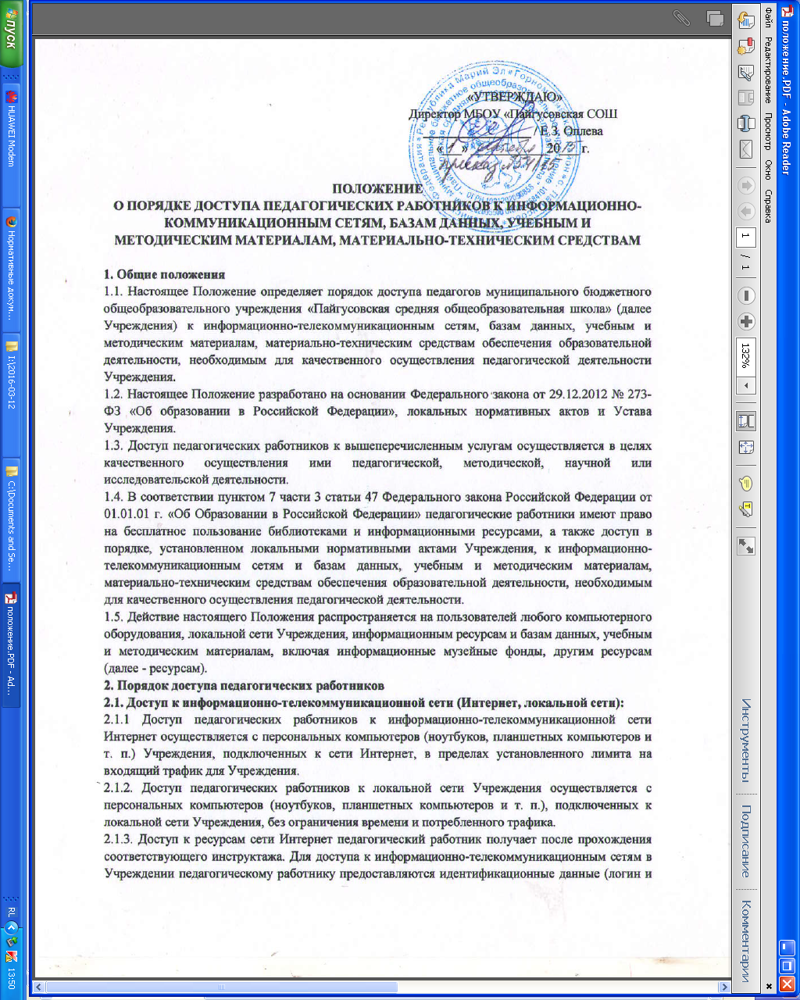 положение.PDF - Adobe Reader
Файл Редактирование Просмотр Окно Справка
1 / 1
132%
Инструменты
Подписание
Комментарии
«УТВЕРЖДАЮ»
Директор МБОУ «Пайгусовская СОШ
/ Е.З. Оплева
« 1 » 20 г.
ПОЛОЖЕНИЕ
О ПОРЯДКЕ ДОСТУПА ПЕДАГОГИЧЕСКИХ РАБОТНИКОВ К ИНФОРМАЦИОННО-
КОММУНИКАЦИОННЫМ СЕТЯМ, БАЗАМ ДАННЫХ, УЧЕБНЫМ И
МЕТОДИЧЕСКИМ МАТЕРИАЛАМ, МАТЕРИАЛЬНО-ТЕХНИЧЕСКИМ СРЕДСТВАМ
1. Общие положения
1.1. Настоящее Положение определяет порядок доступа педагогов муниципального бюджетного
общеобразовательного учреждения «Пайгусовская средняя общеобразовательная школа» (далее
Учреждения) к информационно-телекоммуникационным сетям, базам данных, учебным и
методическим материалам, материально-техническим средствам обеспечения образовательной
деятельности, необходимым для качественного осуществления педагогической деятельности
Учреждения.
1.2. Настоящее Положение разработано на основании Федерального закона от 29.12.2012 № 273-
ФЗ «Об образовании в Российской Федерации», локальных нормативных актов и Устава
Учреждения.
1.3. Доступ педагогических работников к вышеперечисленным услугам осуществляется в целях
качественного осуществления ими педагогической, методической, научной или
исследовательской деятельности.
1.4. В соответствии пунктом 7 части 3 статьи 47 Федерального закона Российской Федерации от
01.01.01 г. «Об Образовании в Российской Федерации» педагогические работники имеют право
на бесплатное пользование библиотеками и информационными ресурсами, а также доступ в
порядке, установленном локальными нормативными актами Учреждения, к информационно-
телекоммуникационным сетям и базам данных, учебным и методическим материалам,
материально-техническим средствам обеспечения образовательной деятельности, необходимым
для качественного осуществления педагогической деятельности.
1.5. Действие настоящего Положения распространяется на пользователей любого компьютерного
оборудования, локальной сети Учреждения, информационным ресурсам и базам данных, учебным
и методическим материалам, включая информационные музейные фонды, другим ресурсам
(далее - ресурсам).
2. Порядок доступа педагогических работников
2.1. Доступ к информационно-телекоммуникационной сети (Интернет, локальной сети):
2.1.1 Доступ педагогических работников к информационно-телекоммуникационной сети
Интернет осуществляется с персональных компьютеров (ноутбуков, планшетных компьютеров и
т. п.) Учреждения, подключенных к сети Интернет, в пределах установленного лимита на
входящий трафик для Учреждения.
2.1.2. Доступ педагогических работников к локальной сети Учреждения осуществляется с
персональных компьютеров (ноутбуков, планшетных компьютеров и т. п.), подключенных к
локальной сети Учреждения, без ограничения времени и потребленного трафика.
2.1.3. Доступ к ресурсам сети Интернет педагогический работник получает после прохождения
соответствующего инструктажа. Для доступа к информационно-телекоммуникационным сетям в
Учреждении педагогическому работнику предоставляются идентификационные данные (логин и
пуск
HUAWEI Modem
Нормативные докум...
I:\2016-03-12
C:\Documents and Se...
положение.PDF - Ad...
RL
13:50